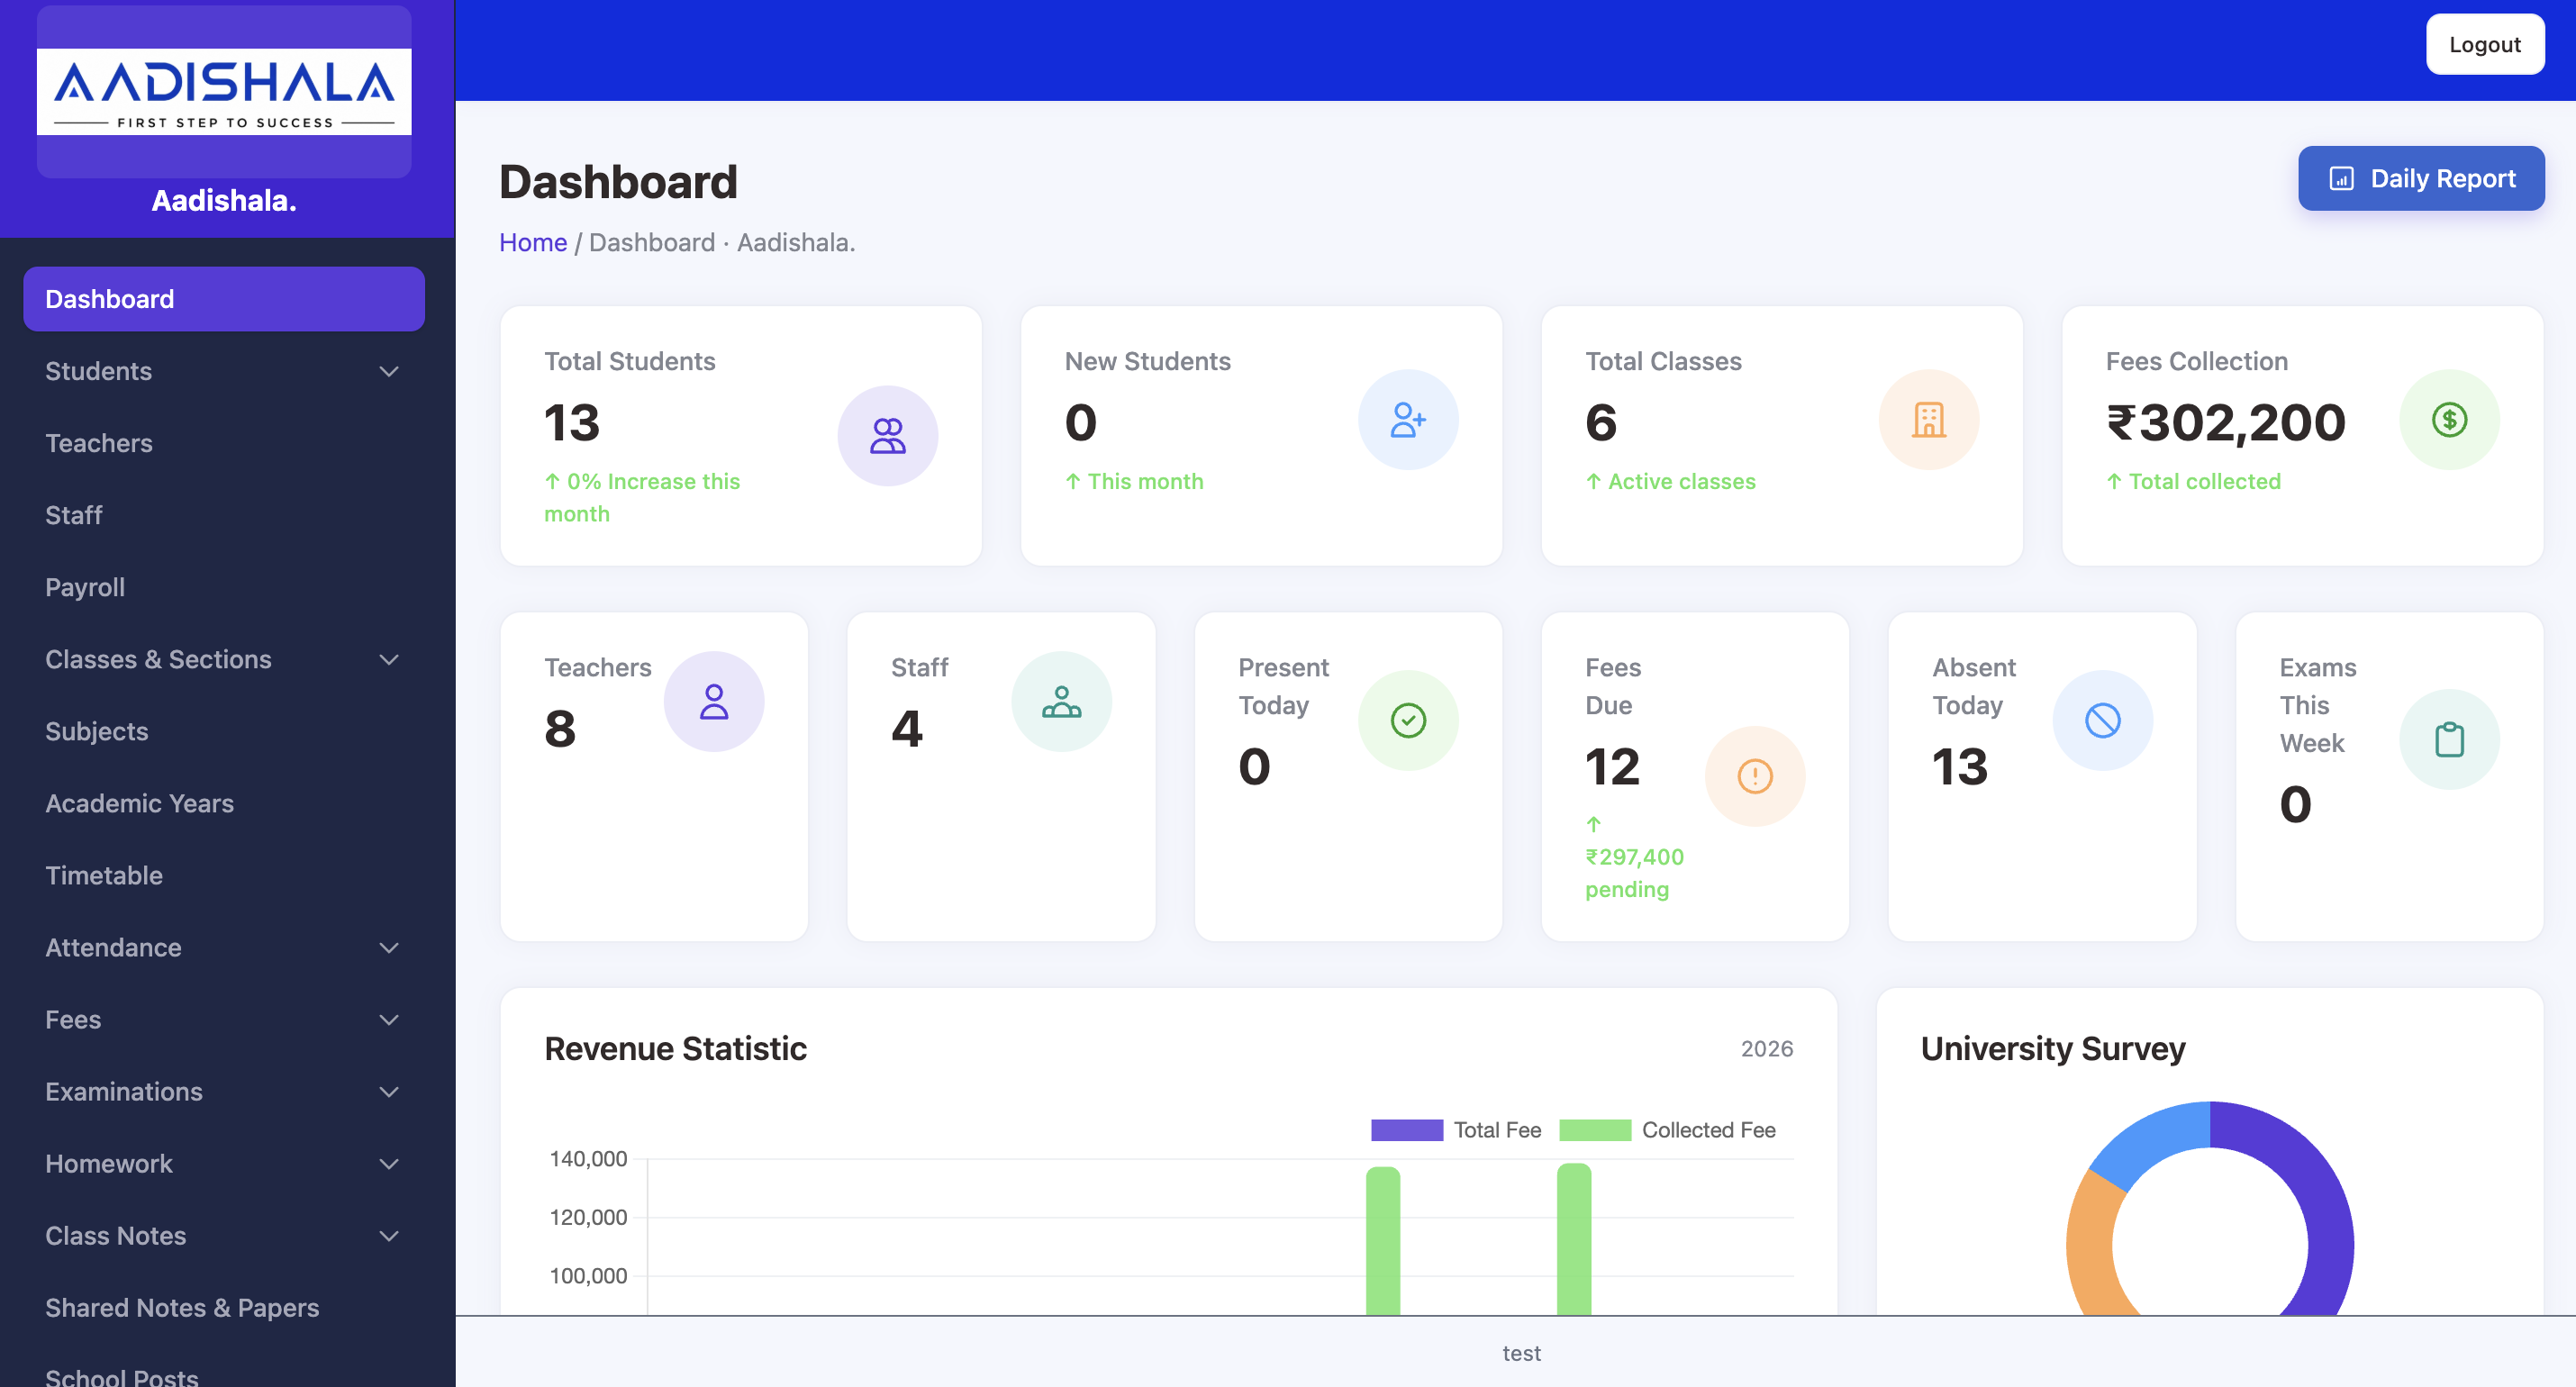 AADISHALA
FIRST STEP TO SUCCESS
Aadishala.
Dashboard
Students
Teachers
Staff
Payroll
Classes & Sections
Subjects
Academic Years
Timetable
Attendance
Fees
Examinations
Homework
Class Notes
Shared Notes & Papers
School Posts
Logout
Dashboard
Daily Report
Home / Dashboard · Aadishala.
Total Students
13
↑ 0% Increase this
month
New Students
0
↑ This month
Total Classes
6
↑ Active classes
Fees Collection
₹302,200
↑ Total collected
Teachers
8
Staff
4
Present
Today
0
Fees
Due
12
↑
₹297,400
pending
Absent
Today
13
Exams
This
Week
0
Revenue Statistic
2026
Total Fee
Collected Fee
140,000
120,000
100,000
University Survey
test